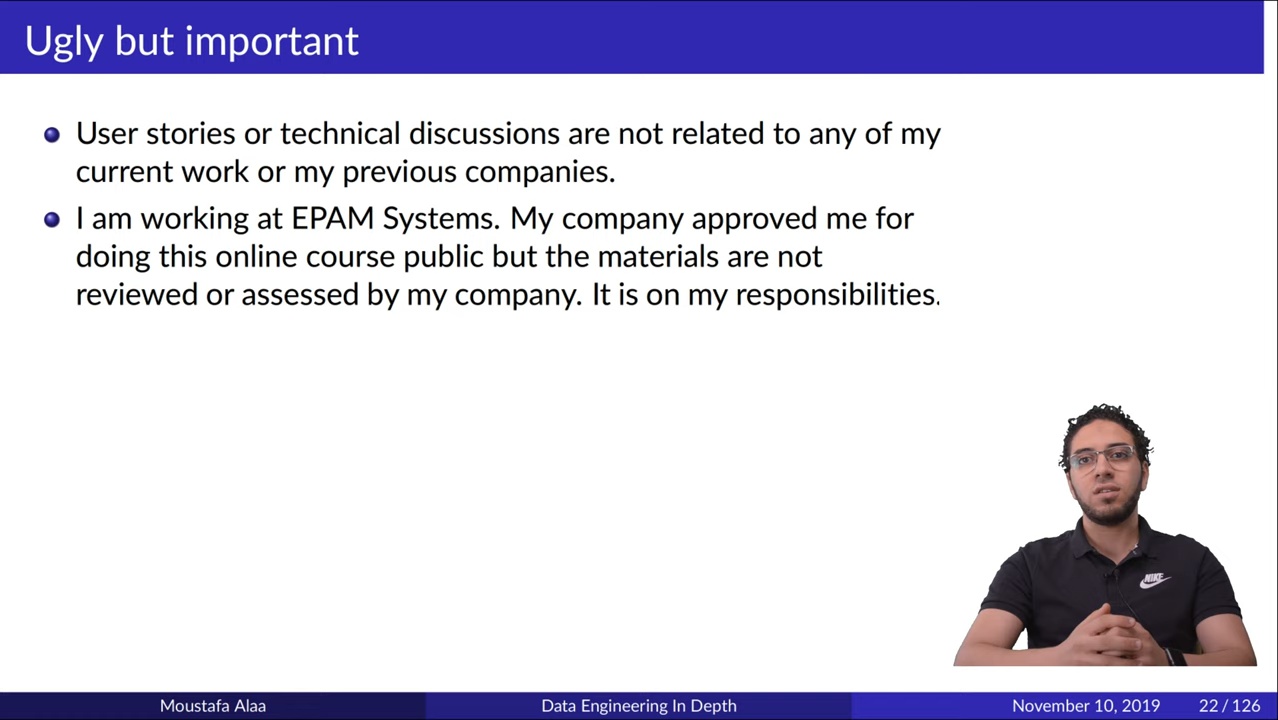 Ugly but important
User stories or technical discussions are not related to any of my
current work or my previous companies.
I am working at EPAM Systems. My company approved me for
doing this online course public but the materials are not
reviewed or assessed by my company. It is on my responsibilities.
NIKE
Moustafa Alaa
Data Engineering In Depth
November 10, 2019
22 / 126